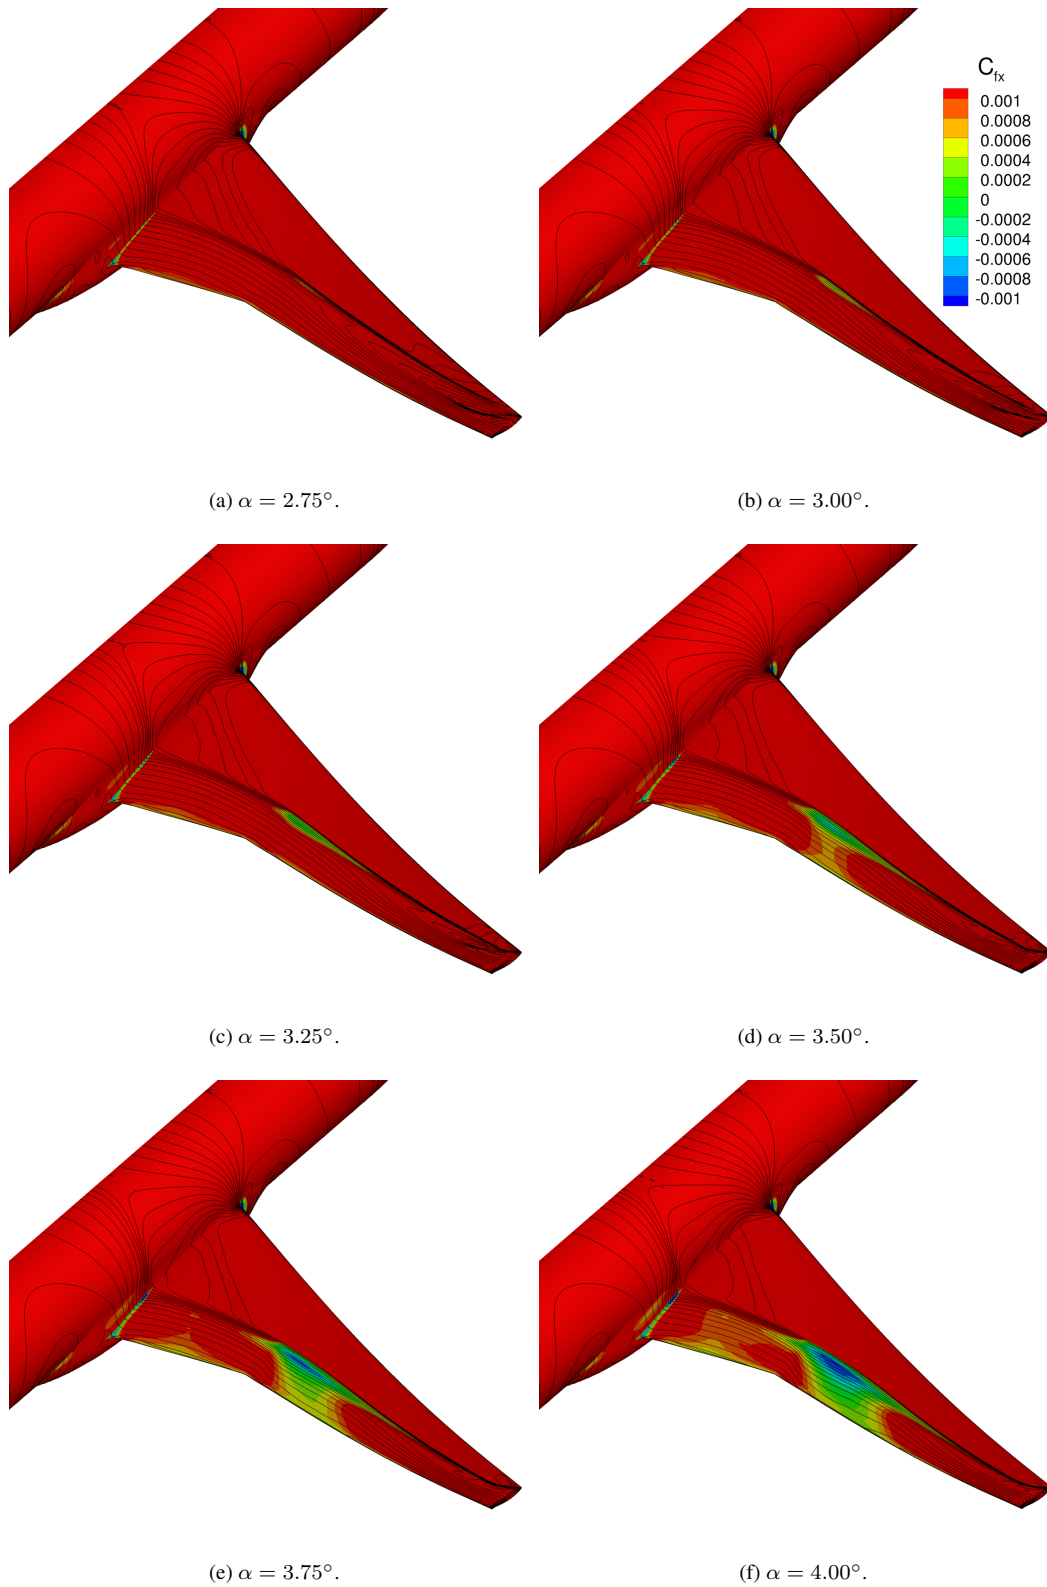 C_fx
0.001
0.0008
0.0006
0.0004
0.0002
0
-0.0002
-0.0004
-0.0006
-0.0008
-0.001
(a) α = 2.75°.
(b) α = 3.00°.
(c) α = 3.25°.
(d) α = 3.50°.
(e) α = 3.75°.
(f) α = 4.00°.